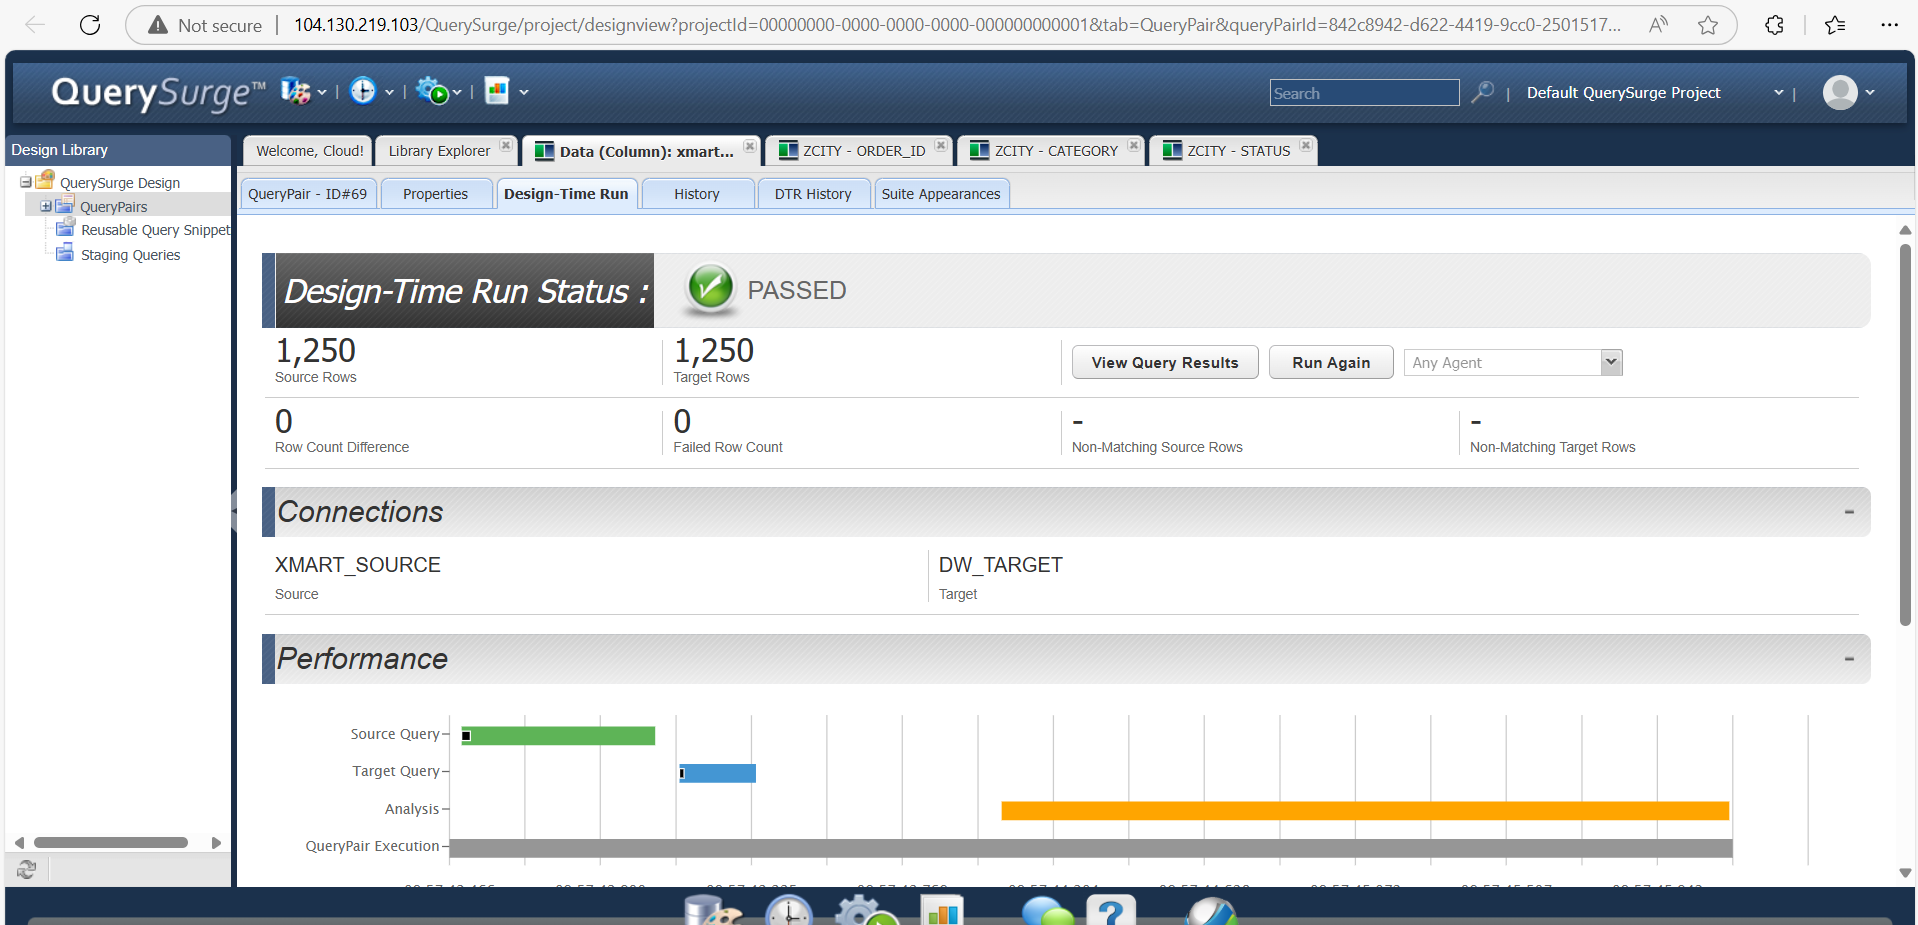 Not secure
104.130.219.103/QuerySurge/project/designview?projectId=00000000-0000-0000-0000-000000000001&tab=QueryPair&queryPairId=842c8942-d622-4419-9cc0-2501517...
QuerySurge™
Search
Default QuerySurge Project
Design Library
QuerySurge Design
QueryPairs
Reusable Query Snippet
Staging Queries
Welcome, Cloud!
Library Explorer
Data (Column): xmart...
ZCITY - ORDER_ID
ZCITY - CATEGORY
ZCITY - STATUS
QueryPair - ID#69
Properties
Design-Time Run
History
DTR History
Suite Appearances
Design-Time Run Status :
PASSED
1,250
Source Rows
1,250
Target Rows
View Query Results
Run Again
Any Agent
0
Row Count Difference
0
Failed Row Count
-
Non-Matching Source Rows
-
Non-Matching Target Rows
Connections
-
XMART_SOURCE
Source
DW_TARGET
Target
Performance
-
Source Query
Target Query
Analysis
QueryPair Execution